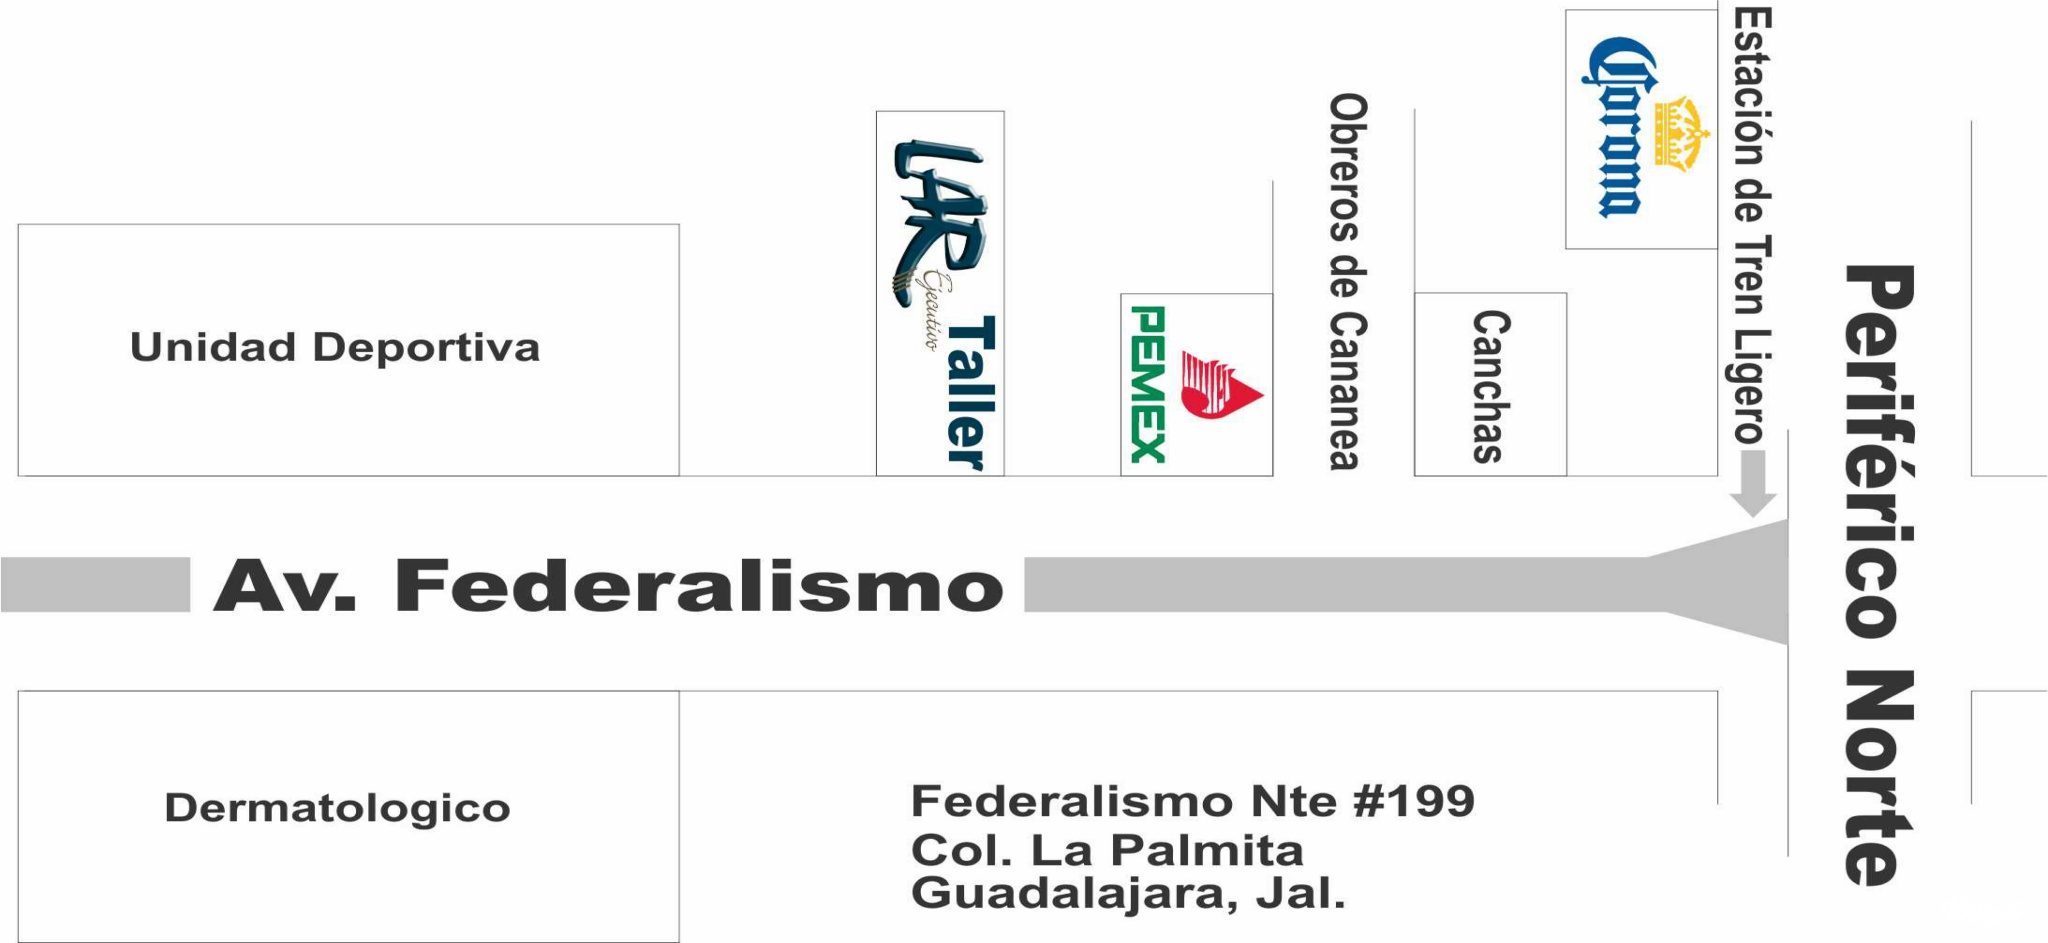 Unidad Deportiva
LAR
Ejecutivo
Taller
PEMEX
Obreros de Cananea
Canchas
Corona
Estación de Tren Ligero
Periférico Norte
Av. Federalismo
Dermatologico
Federalismo Nte #199
Col. La Palmita
Guadalajara, Jal.